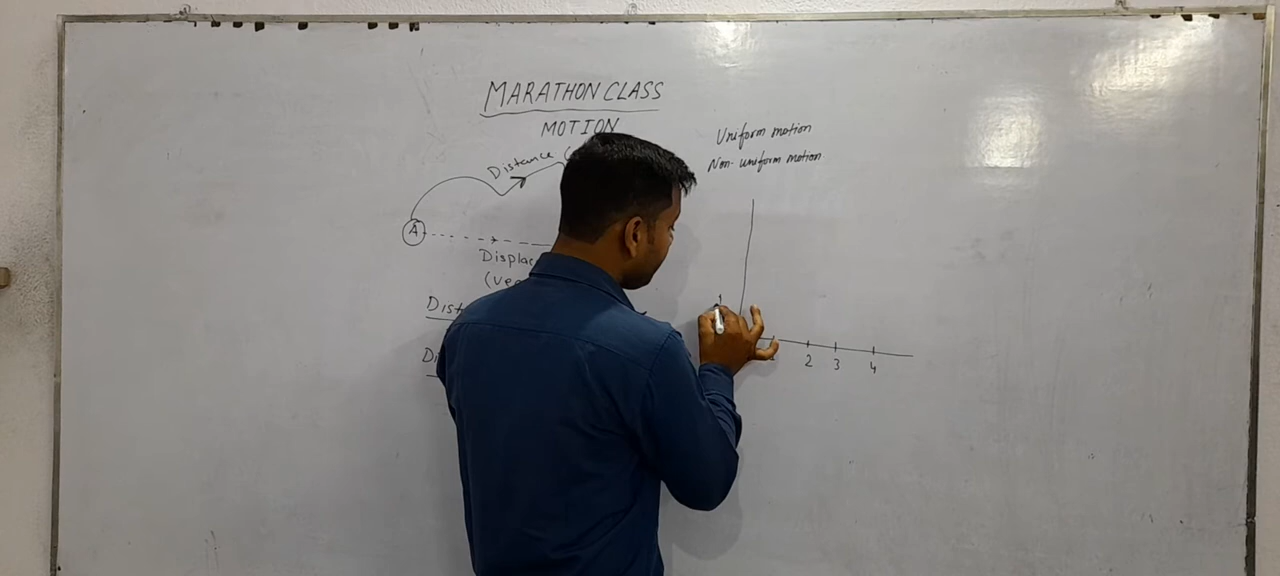 MARATHON CLASS
MOTION
Distance (
A
Displac
(ve
Dist
Di
Uniform motion
Non-uniform motion
2 3 4